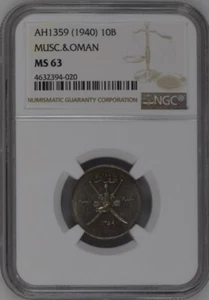 AH1359 (1940) 10B
MUSC.&OMAN
MS 63
4632394-020
NUMISMATIC GUARANTY CORPORATION
NGC